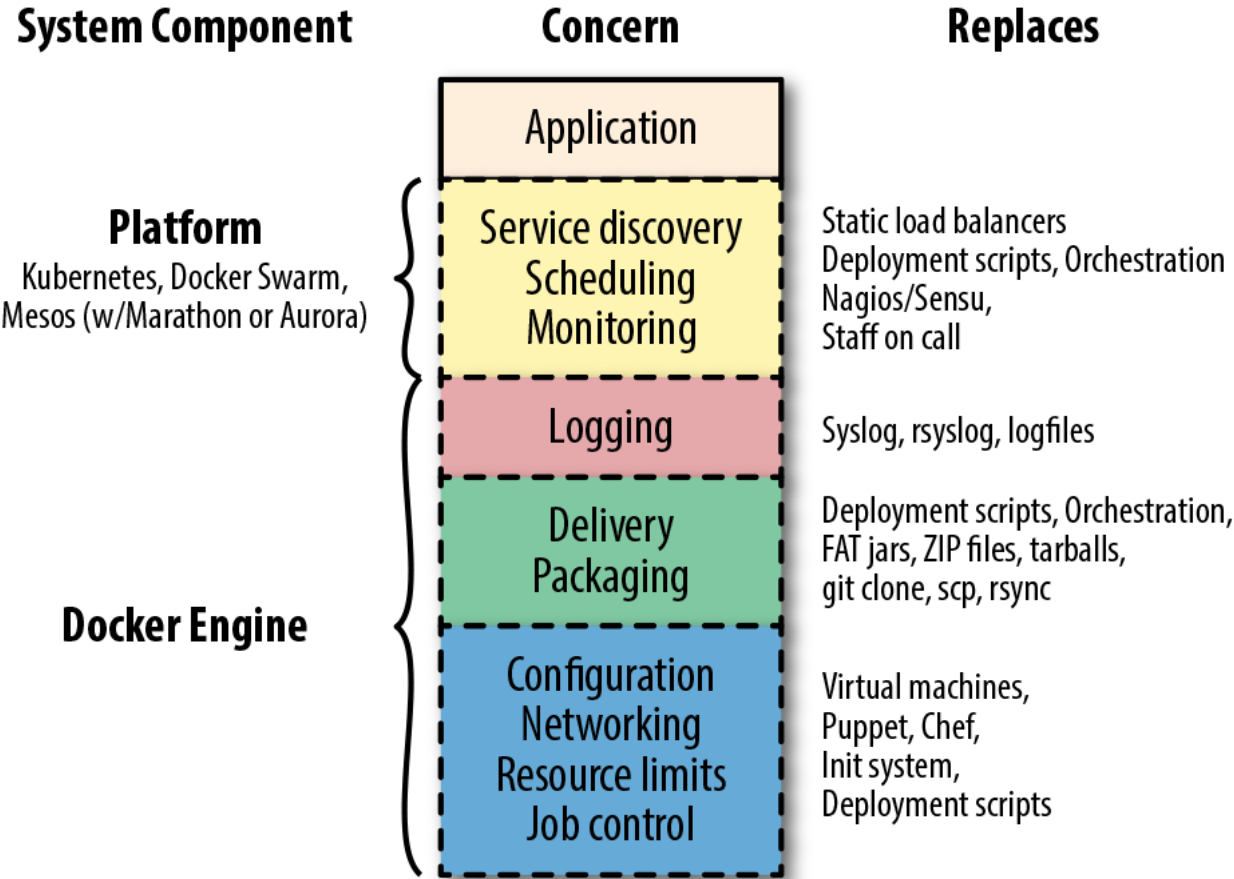 System Component
Concern
Replaces
Application
Platform
Kubernetes, Docker Swarm,
Mesos (w/Marathon or Aurora)
Service discovery
Scheduling
Monitoring
Static load balancers
Deployment scripts, Orchestration
Nagios/Sensu,
Staff on call
Logging
Syslog, rsyslog, logfiles
Docker Engine
Delivery
Packaging
Deployment scripts, Orchestration,
FAT jars, ZIP files, tarballs,
git clone, scp, rsync
Configuration
Networking
Resource limits
Job control
Virtual machines,
Puppet, Chef,
Init system,
Deployment scripts